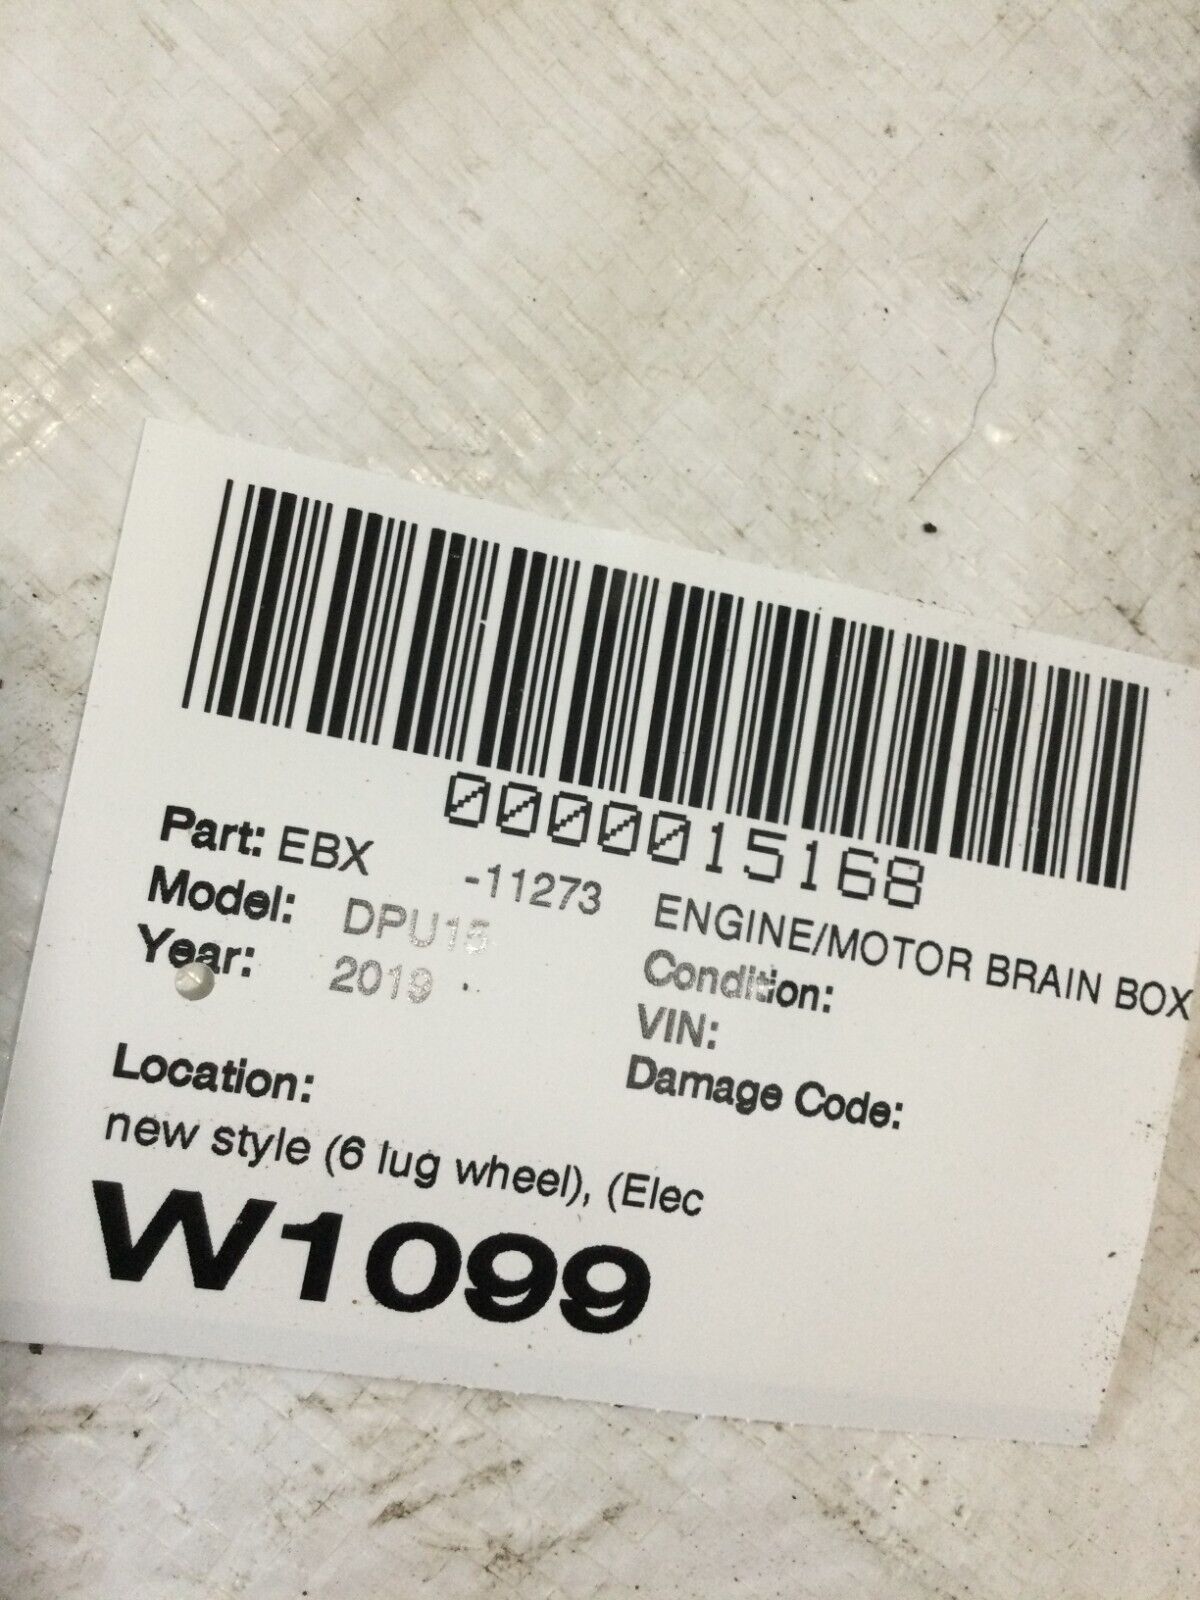 0000015168
Part: EBX -11273 ENGINE/MOTOR BRAIN BOX
Model: DPU15 Condition:
Year: 2019 VIN:
Damage Code:
Location:
new style (6 lug wheel), (Elec
W1099